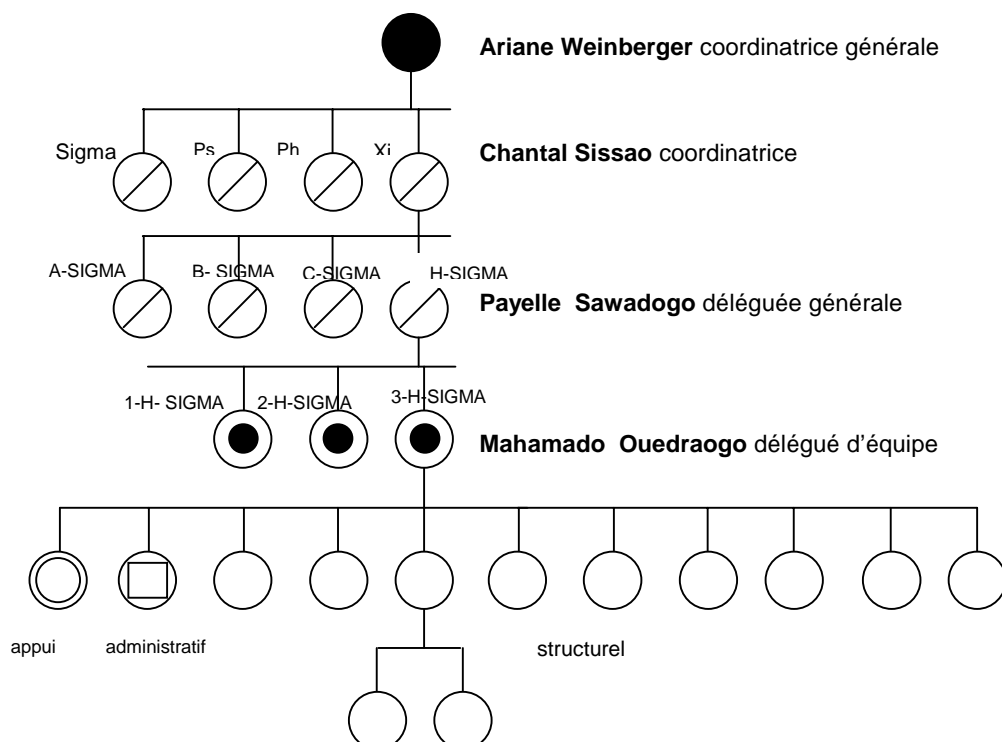 Ariane Weinberger coordinatrice générale
Sigma Ps Ph Xi
Chantal Sissao coordinatrice
A-SIGMA B- SIGMA C-SIGMA H-SIGMA
Payelle Sawadogo déléguée générale
1-H- SIGMA 2-H-SIGMA 3-H-SIGMA
Mahamado Ouedraogo délégué d'équipe
appui administratif structurel